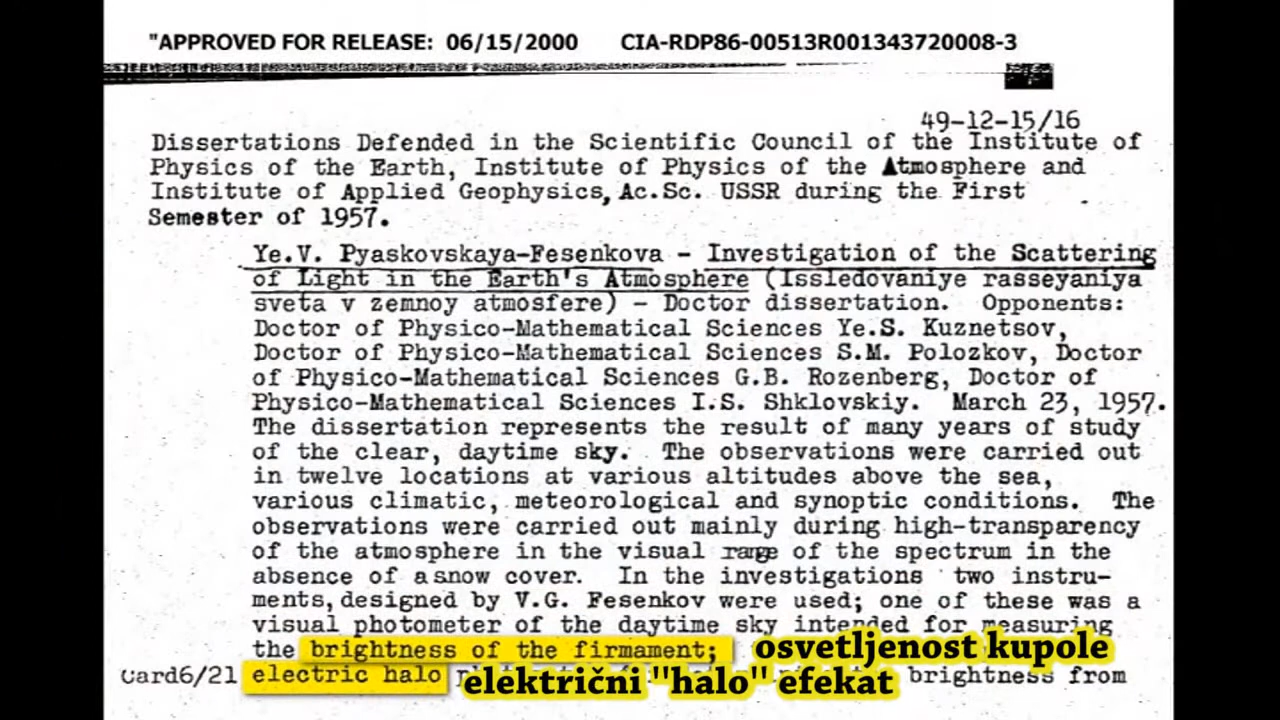 "APPROVED FOR RELEASE: 06/15/2000 CIA-RDP86-00513R001343720008-3
49-12-15/16
Dissertations Defended in the Scientific Council of the Institute of
Physics of the Earth, Institute of Physics of the Atmosphere and
Institute of Applied Geophysics, Ac.Sc. USSR during the First
Semester of 1957.
Ye.V. Pyaskovskaya-Fesenkova - Investigation of the Scattering
of Light in the Earth's Atmosphere (Issledovaniye rasseyaniya
sveta v zemnoy atmosfere) - Doctor dissertation. Opponents:
Doctor of Physico-Mathematical Sciences Ye.S. Kuznetsov,
Doctor of Physico-Mathematical Sciences S.M. Polozkov, Doctor
of Physico-Mathematical Sciences G.B. Rozenberg, Doctor of
Physico-Mathematical Sciences I.S. Shklovskiy. March 23, 1957.
The dissertation represents the result of many years of study
of the clear, daytime sky. The observations were carried out
in twelve locations at various altitudes above the sea,
various climatic, meteorological and synoptic conditions. The
observations were carried out mainly during high-transparency
of the atmosphere in the visual range of the spectrum in the
absence of a snow cover. In the investigations two instru-
ments, designed by V.G. Fesenkov were used; one of these was a
visual photometer of the daytime sky intended for measuring
the brightness of the firmament; osvetljenost kupole
Card6/21 electric halo električni "halo" efekat brightness from